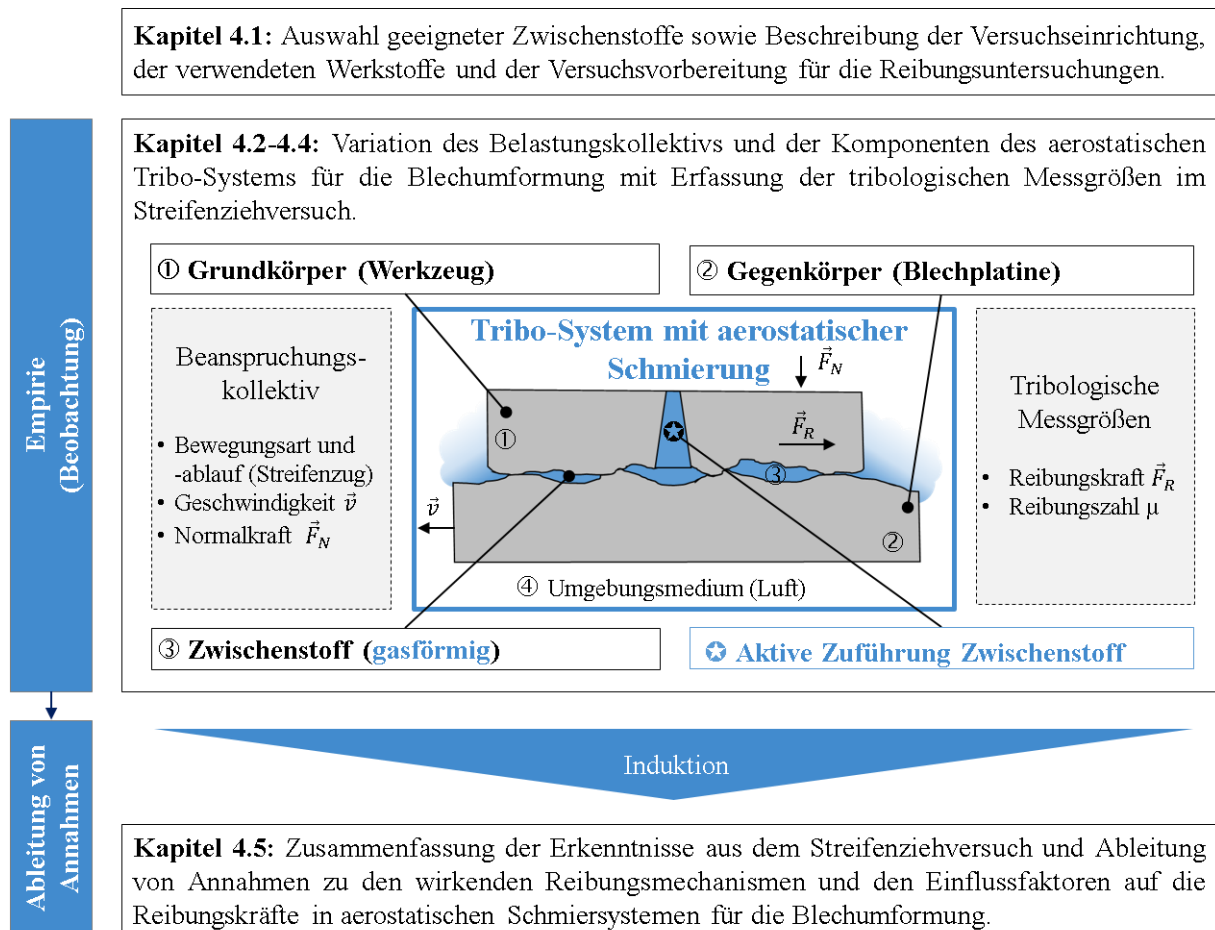 Kapitel 4.1: Auswahl geeigneter Zwischenstoffe sowie Beschreibung der Versuchseinrichtung,
der verwendeten Werkstoffe und der Versuchsvorbereitung für die Reibungsuntersuchungen.
Empirie
(Beobachtung)
Kapitel 4.2-4.4: Variation des Belastungskollektivs und der Komponenten des aerostatischen
Tribo-Systems für die Blechumformung mit Erfassung der tribologischen Messgrößen im
Streifenziehversuch.
① Grundkörper (Werkzeug)
② Gegenkörper (Blechplatine)
Beanspruchungs-
kollektiv
• Bewegungsart und
-ablauf (Streifenzug)
• Geschwindigkeit v⃗
• Normalkraft F⃗_N
Tribo-System mit aerostatischer
Schmierung
F⃗_N
F⃗_R
①
③
v⃗
②
④ Umgebungsmedium (Luft)
Tribologische
Messgrößen
• Reibungskraft F⃗_R
• Reibungszahl μ
③ Zwischenstoff (gasförmig)
✪ Aktive Zuführung Zwischenstoff
Ableitung von
Annahmen
Induktion
Kapitel 4.5: Zusammenfassung der Erkenntnisse aus dem Streifenziehversuch und Ableitung
von Annahmen zu den wirkenden Reibungsmechanismen und den Einflussfaktoren auf die
Reibungskräfte in aerostatischen Schmiersystemen für die Blechumformung.